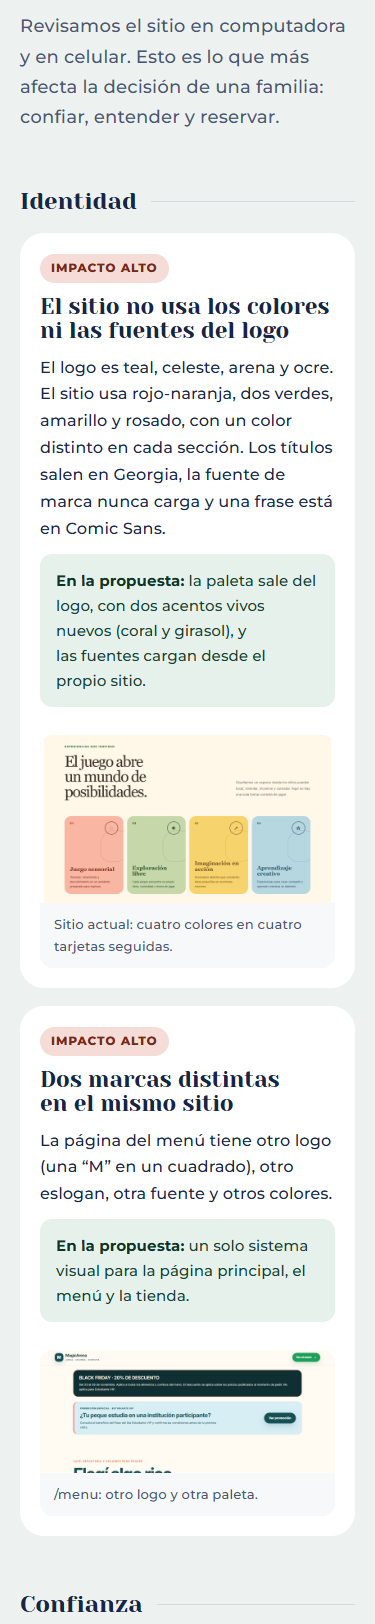 Revisamos el sitio en computadora
y en celular. Esto es lo que más
afecta la decisión de una familia:
confiar, entender y reservar.
Identidad
IMPACTO ALTO
El sitio no usa los colores
ni las fuentes del logo
El logo es teal, celeste, arena y ocre.
El sitio usa rojo-naranja, dos verdes,
amarillo y rosado, con un color
distinto en cada sección. Los títulos
salen en Georgia, la fuente de
marca nunca carga y una frase está
en Comic Sans.
En la propuesta: la paleta sale del
logo, con dos acentos vivos
nuevos (coral y girasol), y
las fuentes cargan desde el
propio sitio.
El juego abre
un mundo de
posibilidades.
Juego sensorial
Exploración
libre
Imaginación en
acción
Aprendizaje
creativo
Sitio actual: cuatro colores en cuatro
tarjetas seguidas.
IMPACTO ALTO
Dos marcas distintas
en el mismo sitio
La página del menú tiene otro logo
(una “M” en un cuadrado), otro
eslogan, otra fuente y otros colores.
En la propuesta: un solo sistema
visual para la página principal, el
menú y la tienda.
BLACK FRIDAY · 20% DE DESCUENTO
¿Tu peque estudia en una institución participante?
Ver promoción
Elegí algo rico
/menu: otro logo y otra paleta.
Confianza